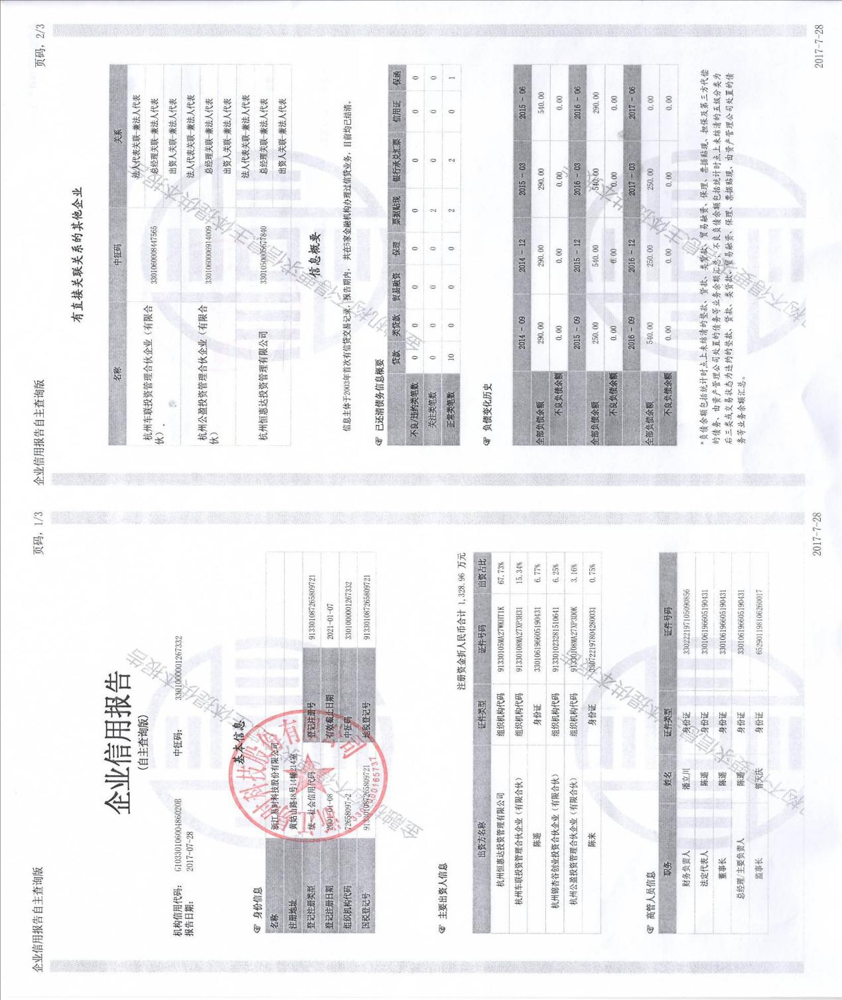 企业信用报告自主查询版
页码，1/3
企业信用报告
(自主查询版)
机构信用代码： G1033010600486020B 中征码： 3301000001267332
报告日期： 2017-07-28
基本信息
☞ 身份信息
名称 浙江易时科技股份有限公司
注册地址 黄姑山路48号14幢214室
登记注册类型 统一社会信用代码 登记注册号 913301087265809721
登记注册日期 2001-01-08 有效截止日期 2021-01-07
组织机构代码 72658097-2 中征码 3301000001267332
国税登记号 913301087265809721 地税登记号 913301087265809721
☞ 主要出资人信息
注册资金折人民币合计 1,328.96 万元
出资方名称 证件类型 证件号码 出资占比
杭州恒惠达投资管理有限公司 组织机构代码 91330105MA27WKHT1K 67.73%
杭州车联投资管理合伙企业（有限合伙） 组织机构代码 91330108MA27XP3H31 15.34%
陈遥 身份证 330106196605190431 6.77%
杭州锦杏谷创业投资合伙企业（有限合伙） 组织机构代码 913301023281510641 6.25%
杭州公盈投资管理合伙企业（有限合伙） 组织机构代码 91330108MA27XP3D0K 3.16%
陈来 身份证 330722197804280031 0.75%
☞ 高管人员信息
职务 姓名 证件类型 证件号码
财务负责人 潘立川 身份证 330222197105090856
法定代表人 陈遥 身份证 330106196605190431
董事长 陈遥 身份证 330106196605190431
总经理/主要负责人 陈遥 身份证 330106196605190431
监事长 曾天庆 身份证 652901198106260017
2017-7-28
企业信用报告自主查询版
页码，2/3
有直接关联关系的其他企业
名称 中征码 关系
杭州车联投资管理合伙企业（有限合
伙）、
3301060008447565
法人代表关联-兼法人代表
总经理关联-兼法人代表
出资人关联-兼法人代表
杭州公盈投资管理合伙企业（有限合
伙）
3301060006914009
法人代表关联-兼法人代表
总经理关联-兼法人代表
出资人关联-兼法人代表
杭州恒惠达投资管理有限公司
3301050005677840
法人代表关联-兼法人代表
总经理关联-兼法人代表
出资人关联-兼法人代表
信息概要
信息主体于2003年首次有信贷交易记录，报告期内，共在5家金融机构办理过信贷业务，目前均已结清。
☞ 已还清债务信息概要
贷款 类贷款 贸易融资 保理 票据贴现 银行承兑汇票 信用证 保函
不良/违约类笔数 0 0 0 0 0 0 0 0
关注类笔数 0 0 0 0 2 0 0 0
正常类笔数 10 0 0 0 2 2 0 1
☞ 负债变化历史
2014 - 09 2014 - 12 2015 - 03 2015 - 06
全部负债余额 290.00 290.00 290.00 540.00
不良负债余额 0.00 0.00 0.00 0.00
2015 - 09 2015 - 12 2016 - 03 2016 - 06
全部负债余额 250.00 540.00 540.00 290.00
不良负债余额 0.00 0.00 0.00 0.00
2016 - 09 2016 - 12 2017 - 03 2017 - 06
全部负债余额 540.00 250.00 250.00 0.00
不良负债余额 0.00 0.00 0.00 0.00
*负债余额包括统计时点上未结清的垫款、贷款、类贷款、贸易融资、保理、票据贴现、担保及第三方代偿
的债务、由资产管理公司处置的债务等业务余额汇总；不良负债余额包括统计时点上未结清的五级分类为
后三类或交易状态为违约的垫款、贷款、类贷款、贸易融资、保理、票据贴现、由资产管理公司处置的债
务等业务余额汇总。
2017-7-28